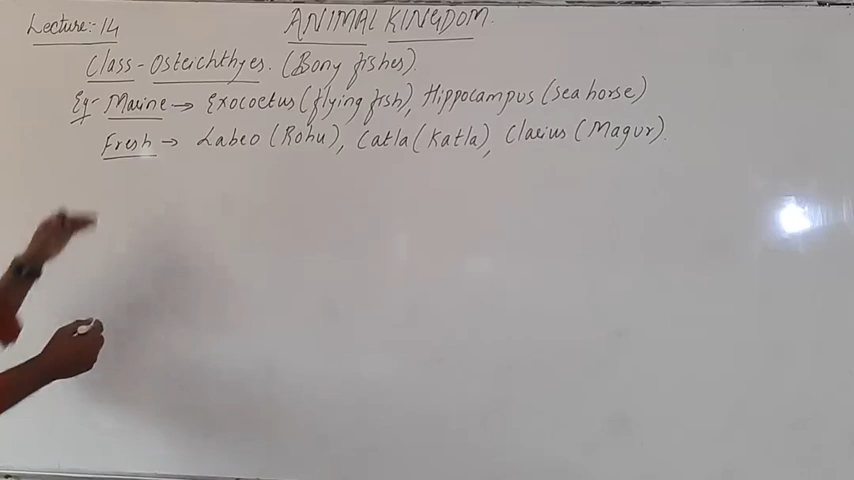 Lecture:- 14
ANIMAL KINGDOM.
Class - Osteichthyes. (Bony fishes).
Eg- Marine → Exocoetus (flying fish), Hippocampus (Sea horse)
Fresh → Labeo (Rohu), Catla (Katla), Clarius (Magur).